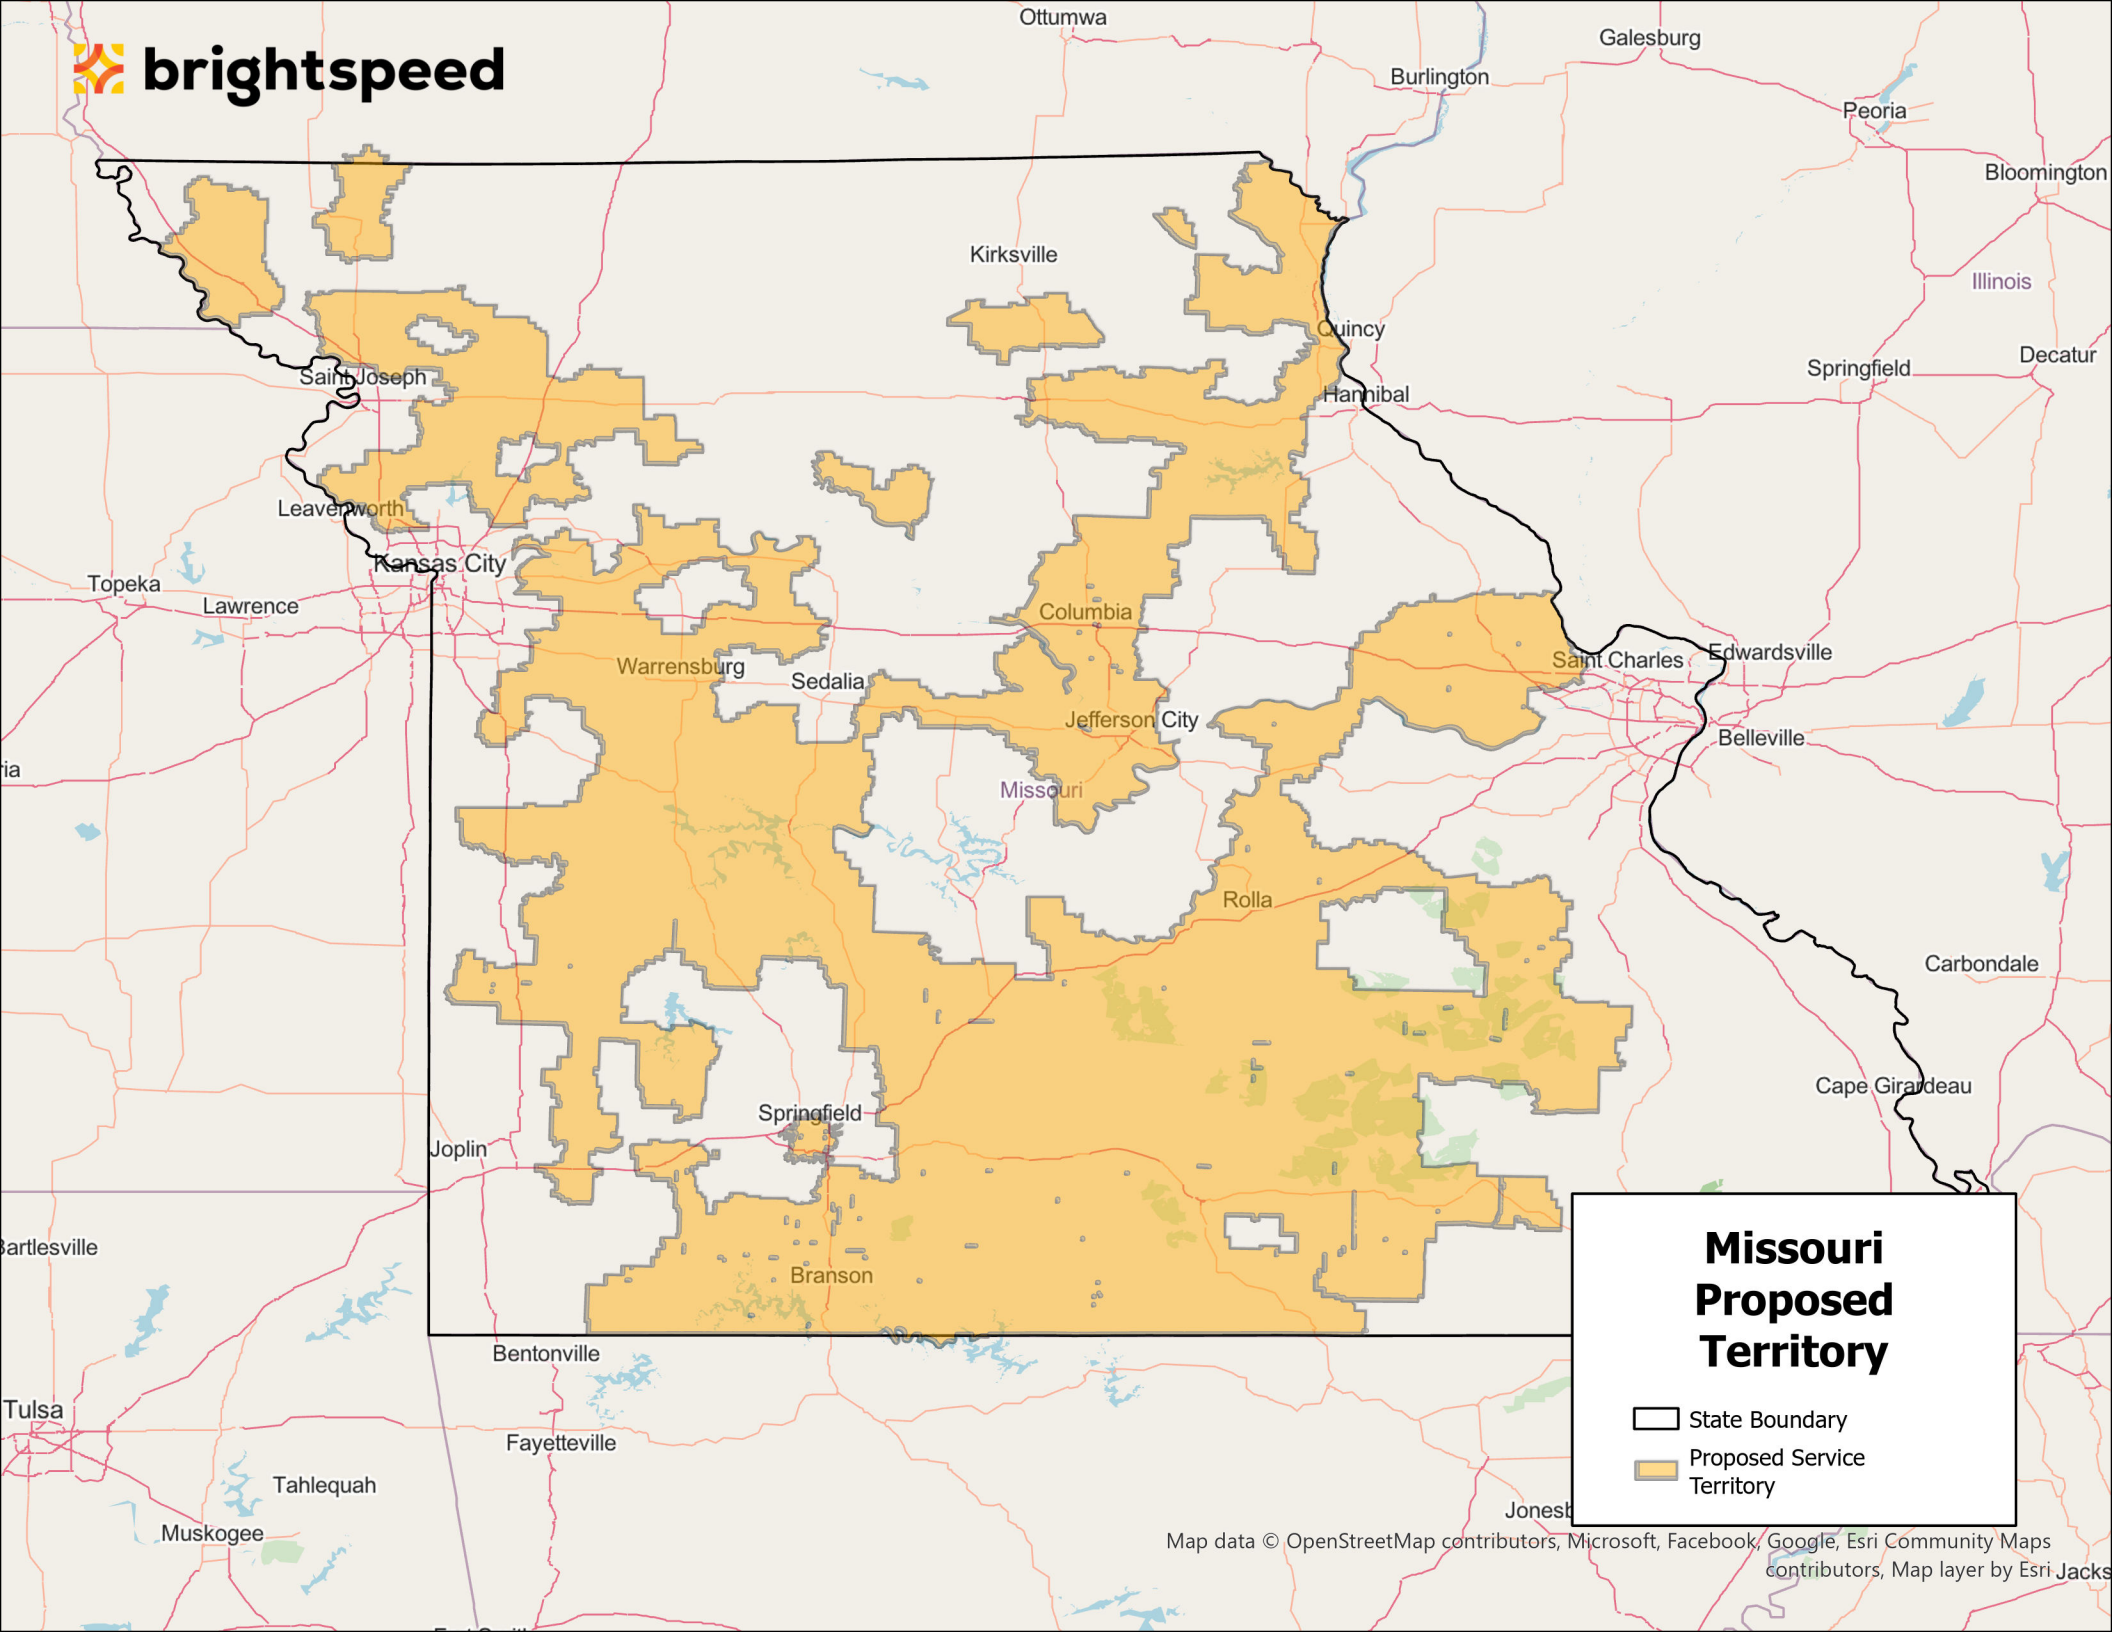 brightspeed
Ottumwa
Galesburg
Burlington
Peoria
Bloomington
Kirksville
Illinois
Quincy
Decatur
Springfield
Saint Joseph
Hannibal
Leavenworth
Kansas City
Topeka
Lawrence
Columbia
Warrensburg
Sedalia
Saint Charles
Edwardsville
Jefferson City
Belleville
ria
Missouri
Rolla
Carbondale
Cape Girardeau
Springfield
Joplin
Bartlesville
Branson
Bentonville
Tulsa
Fayetteville
Tahlequah
Muskogee
Missouri
Proposed
Territory
State Boundary
Proposed Service
Territory
Jonesb
Map data © OpenStreetMap contributors, Microsoft, Facebook, Google, Esri Community Maps
contributors, Map layer by Esri
Jacks